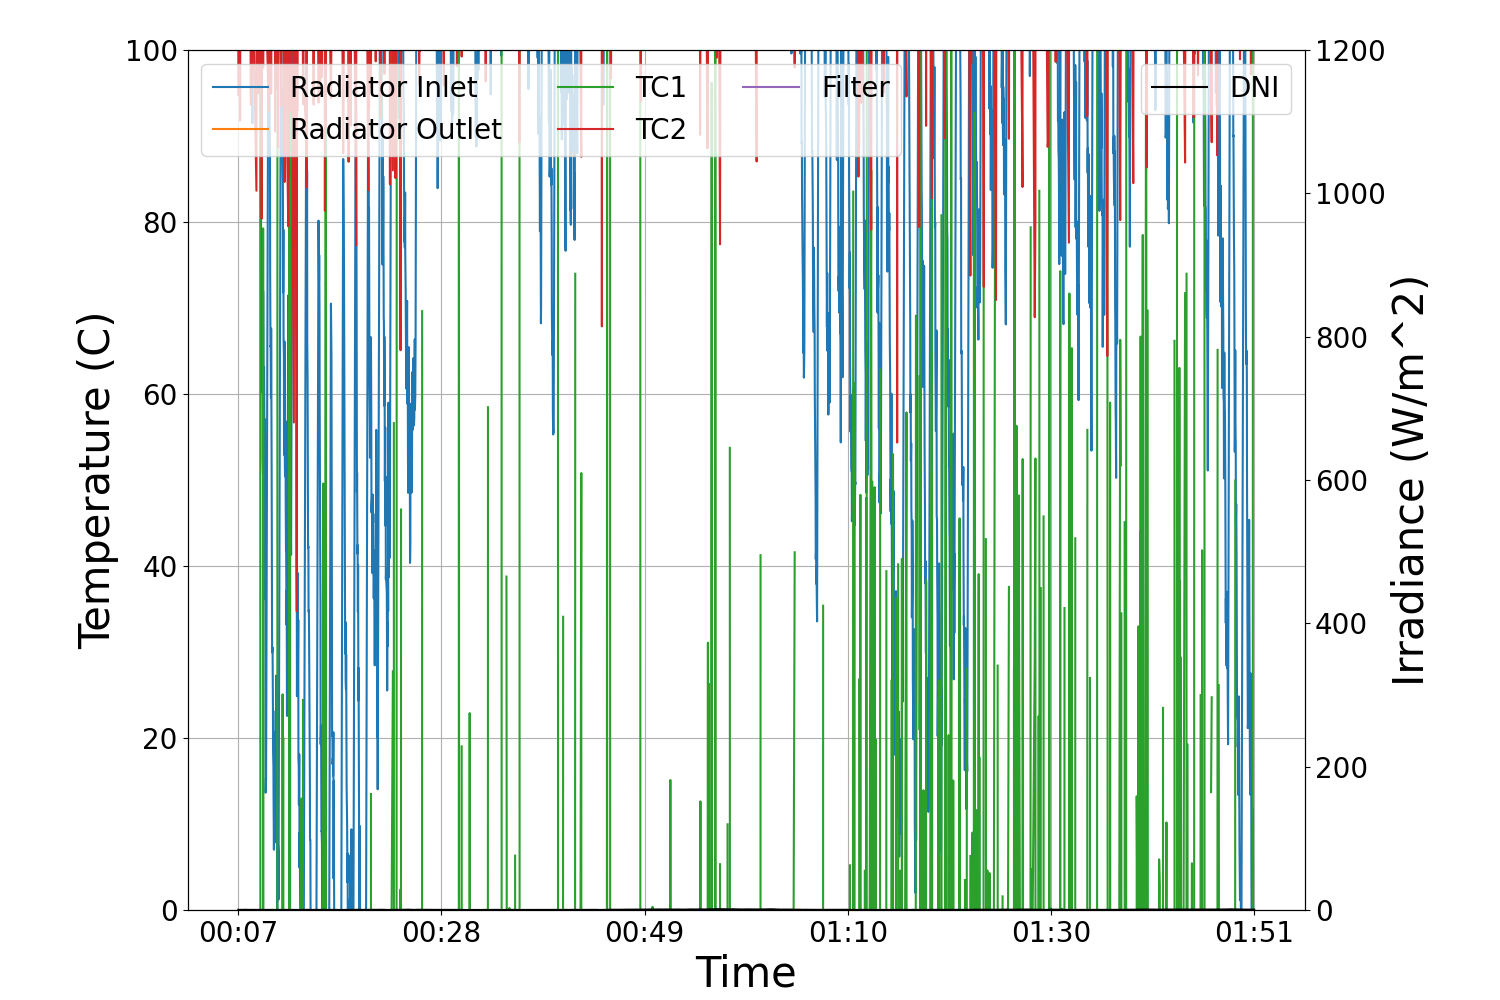 100
80
60
40
20
0
Temperature (C)
Radiator Inlet
Radiator Outlet
TC1
TC2
Filter
DNI
1200
1000
800
600
400
200
0
Irradiance (W/m^2)
00:07 00:28 00:49 01:10 01:30 01:51
Time